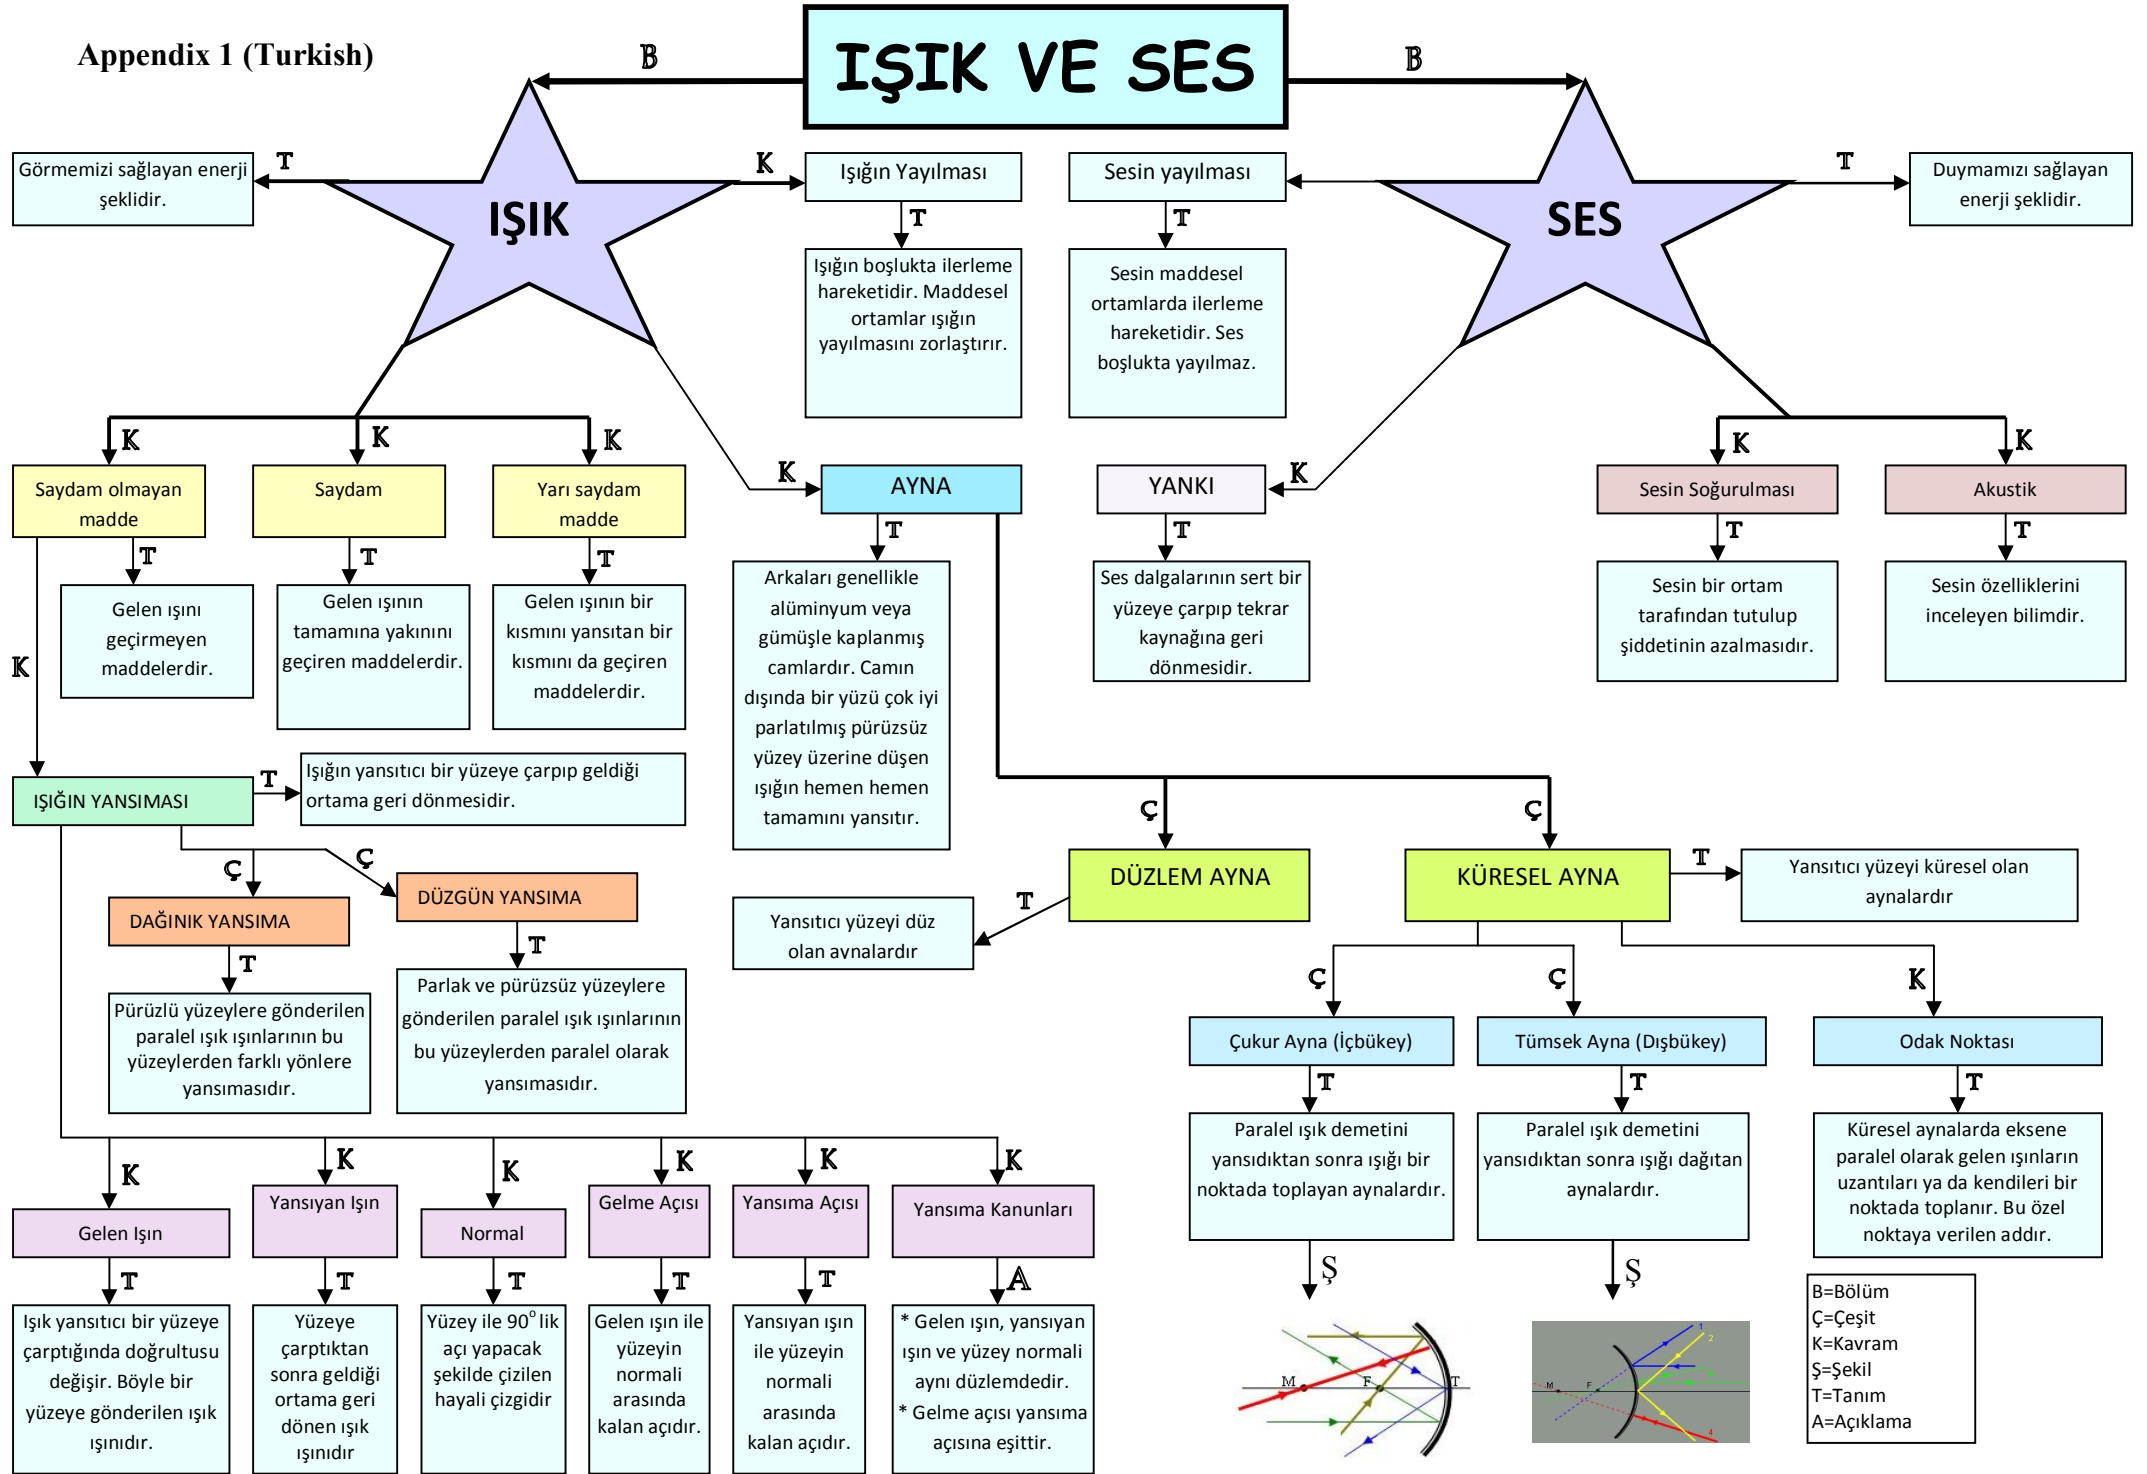 Appendix 1 (Turkish)
IŞIK VE SES
B
B
Görmemizi sağlayan enerji
şeklidir.
T
IŞIK
K
Işığın Yayılması
T
Işığın boşlukta ilerleme
hareketidir. Maddesel
ortamlar ışığın
yayılmasını zorlaştırır.
Sesin yayılması
T
Sesin maddesel
ortamlarda ilerleme
hareketidir. Ses
boşlukta yayılmaz.
SES
T
Duymamızı sağlayan
enerji şeklidir.
K
K
K
K
K
K
K
Saydam olmayan
madde
Saydam
Yarı saydam
madde
AYNA
YANKI
Sesin Soğurulması
Akustik
T
T
T
T
T
T
T
K
Gelen ışını
geçirmeyen
maddelerdir.
Gelen ışının
tamamına yakınını
geçiren maddelerdir.
Gelen ışının bir
kısmını yansıtan bir
kısmını da geçiren
maddelerdir.
Arkaları genellikle
alüminyum veya
gümüşle kaplanmış
camlardır. Camın
dışında bir yüzü çok iyi
parlatılmış pürüzsüz
yüzey üzerine düşen
ışığın hemen hemen
tamamını yansıtır.
Ses dalgalarının sert bir
yüzeye çarpıp tekrar
kaynağına geri
dönmesidir.
Sesin bir ortam
tarafından tutulup
şiddetinin azalmasıdır.
Sesin özelliklerini
inceleyen bilimdir.
IŞIĞIN YANSIMASI
T
Işığın yansıtıcı bir yüzeye çarpıp geldiği
ortama geri dönmesidir.
Ç
Ç
Ç
Ç
DAĞINIK YANSIMA
DÜZGÜN YANSIMA
DÜZLEM AYNA
KÜRESEL AYNA
T
Yansıtıcı yüzeyi küresel olan
aynalardır
T
Yansıtıcı yüzeyi düz
olan aynalardır
T
T
Pürüzlü yüzeylere gönderilen
paralel ışık ışınlarının bu
yüzeylerden farklı yönlere
yansımasıdır.
Parlak ve pürüzsüz yüzeylere
gönderilen paralel ışık ışınlarının
bu yüzeylerden paralel olarak
yansımasıdır.
Ç
Ç
K
Çukur Ayna (İçbükey)
Tümsek Ayna (Dışbükey)
Odak Noktası
T
T
T
Paralel ışık demetini
yansıdıktan sonra ışığı bir
noktada toplayan aynalardır.
Paralel ışık demetini
yansıdıktan sonra ışığı dağıtan
aynalardır.
Küresel aynalarda eksene
paralel olarak gelen ışınların
uzantıları ya da kendileri bir
noktada toplanır. Bu özel
noktaya verilen addır.
K
K
K
K
K
K
Gelen Işın
Yansıyan Işın
Normal
Gelme Açısı
Yansıma Açısı
Yansıma Kanunları
T
T
T
T
T
A
Işık yansıtıcı bir yüzeye
çarptığında doğrultusu
değişir. Böyle bir
yüzeye gönderilen ışık
ışınıdır.
Yüzeye
çarptıktan
sonra geldiği
ortama geri
dönen ışık
ışınıdır
Yüzey ile 90° lik
açı yapacak
şekilde çizilen
hayali çizgidir
Gelen ışın ile
yüzeyin
normali
arasında
kalan açıdır.
Yansıyan ışın
ile yüzeyin
normali
arasında
kalan açıdır.
* Gelen ışın, yansıyan
ışın ve yüzey normali
aynı düzlemdedir.
* Gelme açısı yansıma
açısına eşittir.
Ş
Ş
M
F
T
M
F
1
2
4
B=Bölüm
Ç=Çeşit
K=Kavram
Ş=Şekil
T=Tanım
A=Açıklama